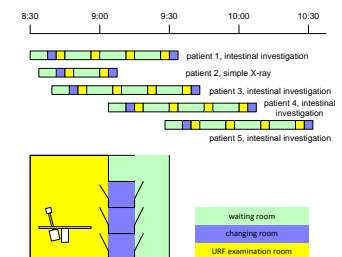 8:30 9:00 9:30 10:00 10:30
patient 1, intestinal investigation
patient 2, simple X-ray
patient 3, intestinal investigation
patient 4, intestinal
investigation
patient 5, intestinal investigation
waiting room
changing room
URF examination room